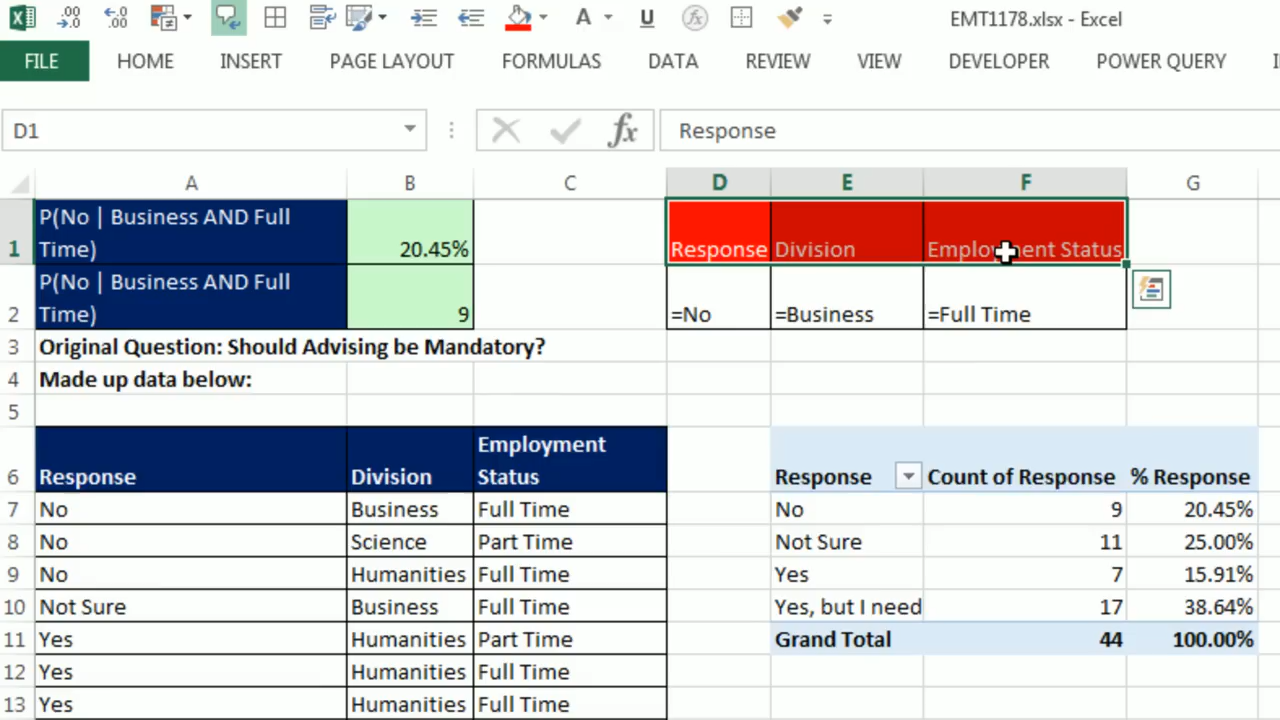 EMT1178.xlsx - Excel
FILE HOME INSERT PAGE LAYOUT FORMULAS DATA REVIEW VIEW DEVELOPER POWER QUERY
D1 fx Response
A B C D E F G
1 P(No | Business AND Full
Time) 20.45% Response Division Employment Status
2 P(No | Business AND Full
Time) 9 =No =Business =Full Time
3 Original Question: Should Advising be Mandatory?
4 Made up data below:
5
6 Response Division Employment
Status Response Count of Response % Response
7 No Business Full Time No 9 20.45%
8 No Science Part Time Not Sure 11 25.00%
9 No Humanities Full Time Yes 7 15.91%
10 Not Sure Business Full Time Yes, but I need 17 38.64%
11 Yes Humanities Part Time Grand Total 44 100.00%
12 Yes Humanities Full Time
13 Yes Humanities Full Time